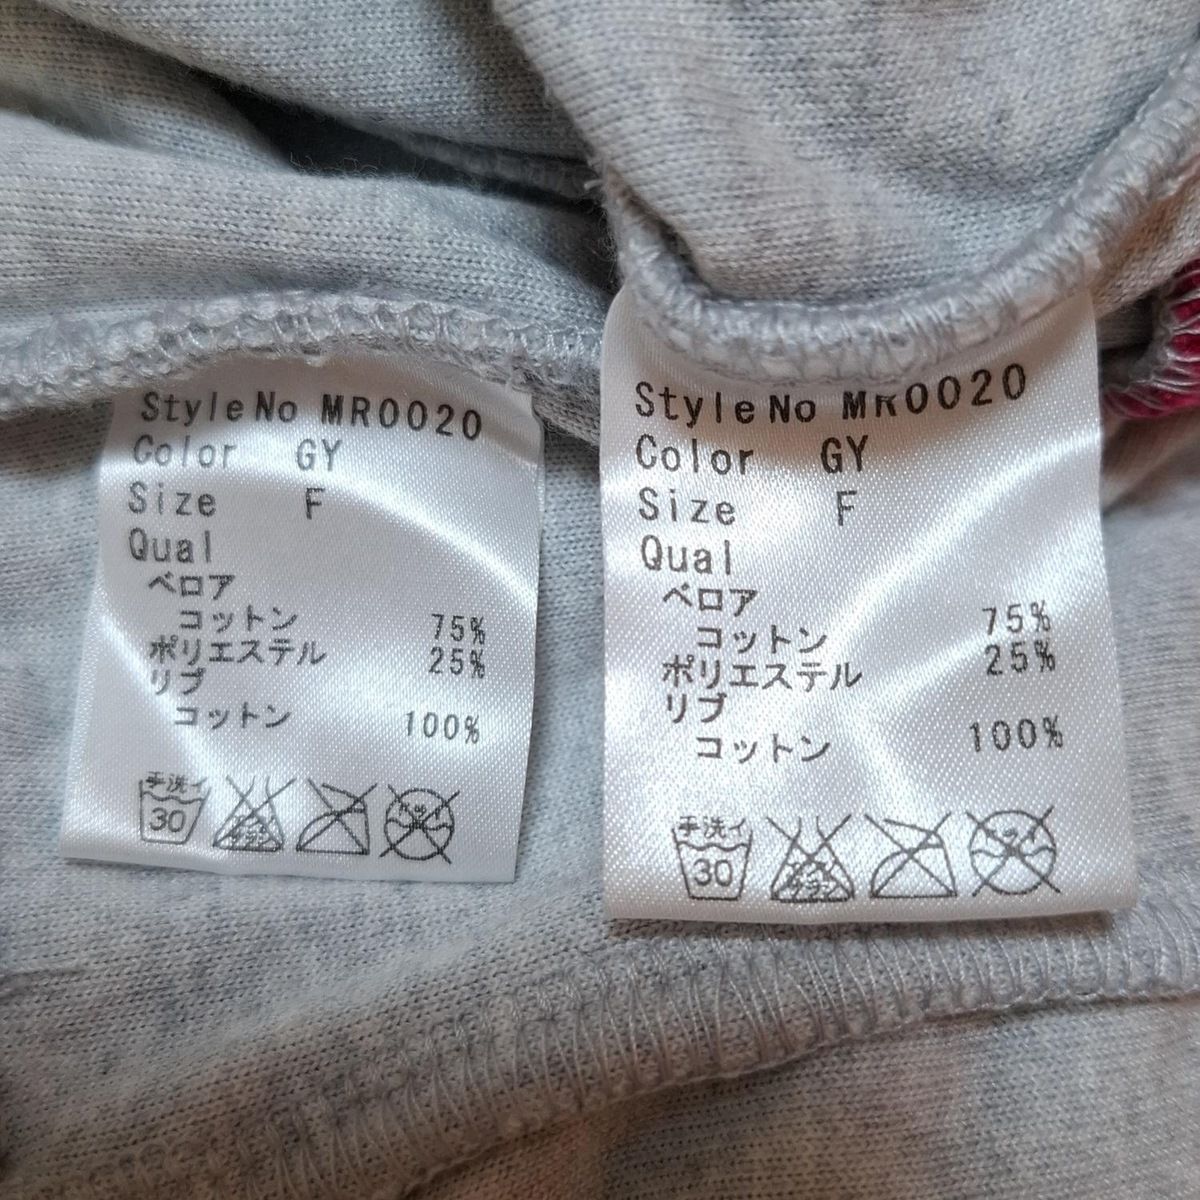 StyleNo MR0020
Color GY
Size F
Qual
ベロア
コットン 75%
ポリエステル 25%
リブ
コットン 100%
手洗イ
30
StyleNo MR0020
Color GY
Size F
Qual
ベロア
コットン 75%
ポリエステル 25%
リブ
コットン 100%
手洗イ
30